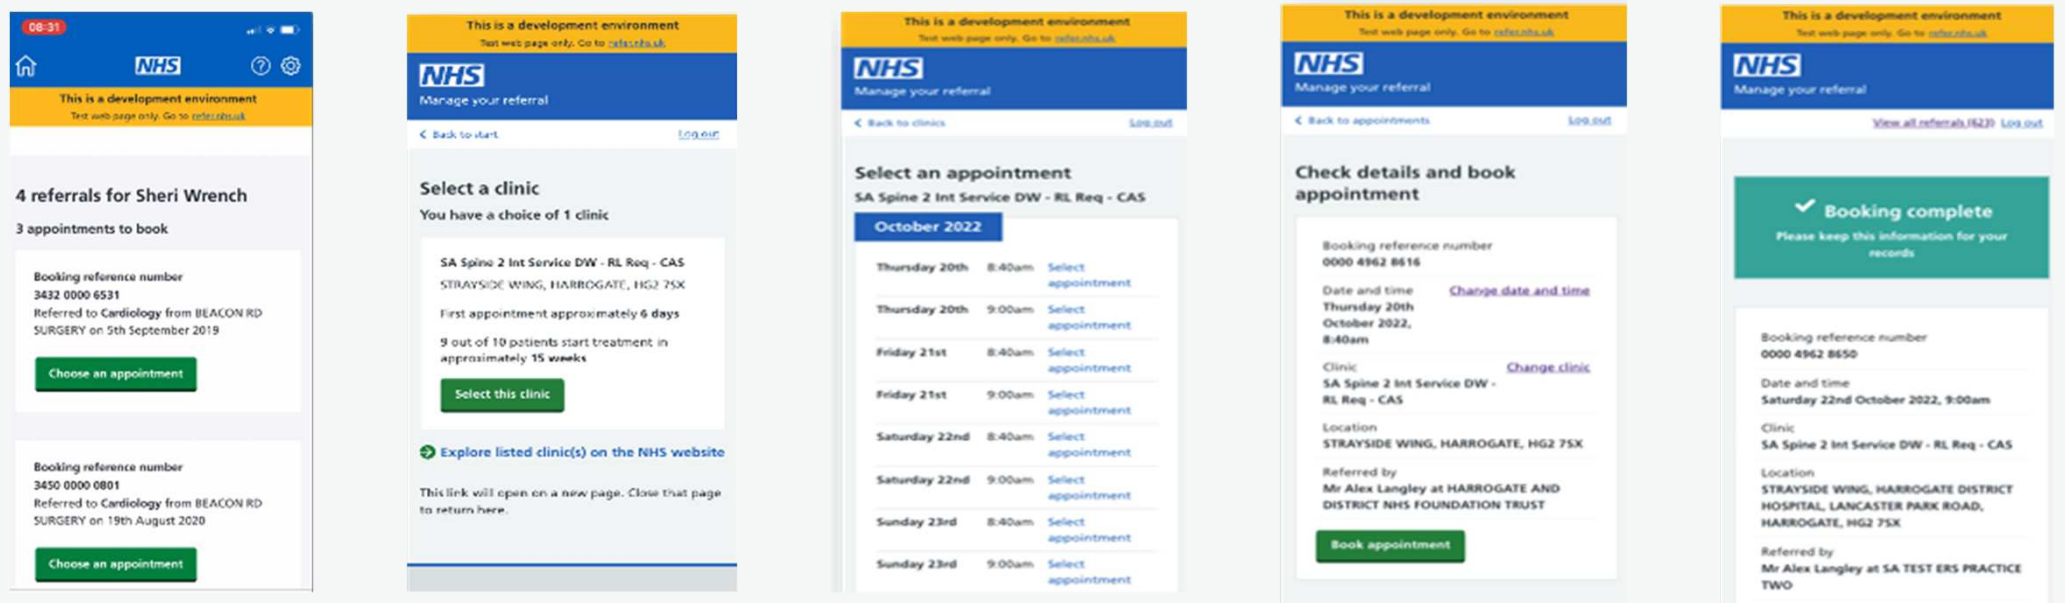 08:31
NHS
This is a development environment
Test web page only. Go to refer.nhs.uk
4 referrals for Sheri Wrench
3 appointments to book
Booking reference number
3432 0000 6531
Referred to Cardiology from BEACON RD
SURGERY on 5th September 2019
Choose an appointment
Booking reference number
3450 0000 0801
Referred to Cardiology from BEACON RD
SURGERY on 19th August 2020
Choose an appointment
This is a development environment
Test web page only. Go to refer.nhs.uk
NHS
Manage your referral
Back to start
Log out
Select a clinic
You have a choice of 1 clinic
SA Spine 2 Int Service DW - RL Req - CAS
STRAYSIDE WING, HARROGATE, HG2 7SX
First appointment approximately 6 days
9 out of 10 patients start treatment in
approximately 15 weeks
Select this clinic
Explore listed clinic(s) on the NHS website
This link will open on a new page. Close that page
to return here.
This is a development environment
Test web page only. Go to refer.nhs.uk
NHS
Manage your referral
Back to clinics
Log out
Select an appointment
SA Spine 2 Int Service DW - RL Req - CAS
October 2022
Thursday 20th 8:40am Select
appointment
Thursday 20th 9:00am Select
appointment
Friday 21st 8:40am Select
appointment
Friday 21st 9:00am Select
appointment
Saturday 22nd 8:40am Select
appointment
Saturday 22nd 9:00am Select
appointment
Sunday 23rd 8:40am Select
appointment
Sunday 23rd 9:00am Select
appointment
This is a development environment
Test web page only. Go to refer.nhs.uk
NHS
Manage your referral
Back to appointments
Log out
Check details and book
appointment
Booking reference number
0000 4962 8616
Date and time Change date and time
Thursday 20th
October 2022,
8:40am
Clinic Change clinic
SA Spine 2 Int Service DW -
RL Req - CAS
Location
STRAYSIDE WING, HARROGATE, HG2 7SX
Referred by
Mr Alex Langley at HARROGATE AND
DISTRICT NHS FOUNDATION TRUST
Book appointment
This is a development environment
Test web page only. Go to refer.nhs.uk
NHS
Manage your referral
View all referrals (623) Log out
Booking complete
Please keep this information for your
records
Booking reference number
0000 4962 8650
Date and time
Saturday 22nd October 2022, 9:00am
Clinic
SA Spine 2 Int Service DW - RL Req - CAS
Location
STRAYSIDE WING, HARROGATE DISTRICT
HOSPITAL, LANCASTER PARK ROAD,
HARROGATE, HG2 7SX
Referred by
Mr Alex Langley at SA TEST ERS PRACTICE
TWO